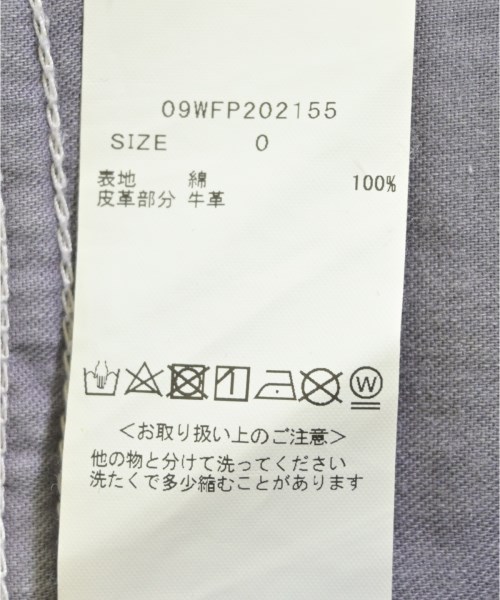 09WFP202155
SIZE 0
表地 綿 100%
皮革部分 牛革
W
<お取り扱い上のご注意>
他の物と分けて洗ってください
洗たくで多少縮むことがあります